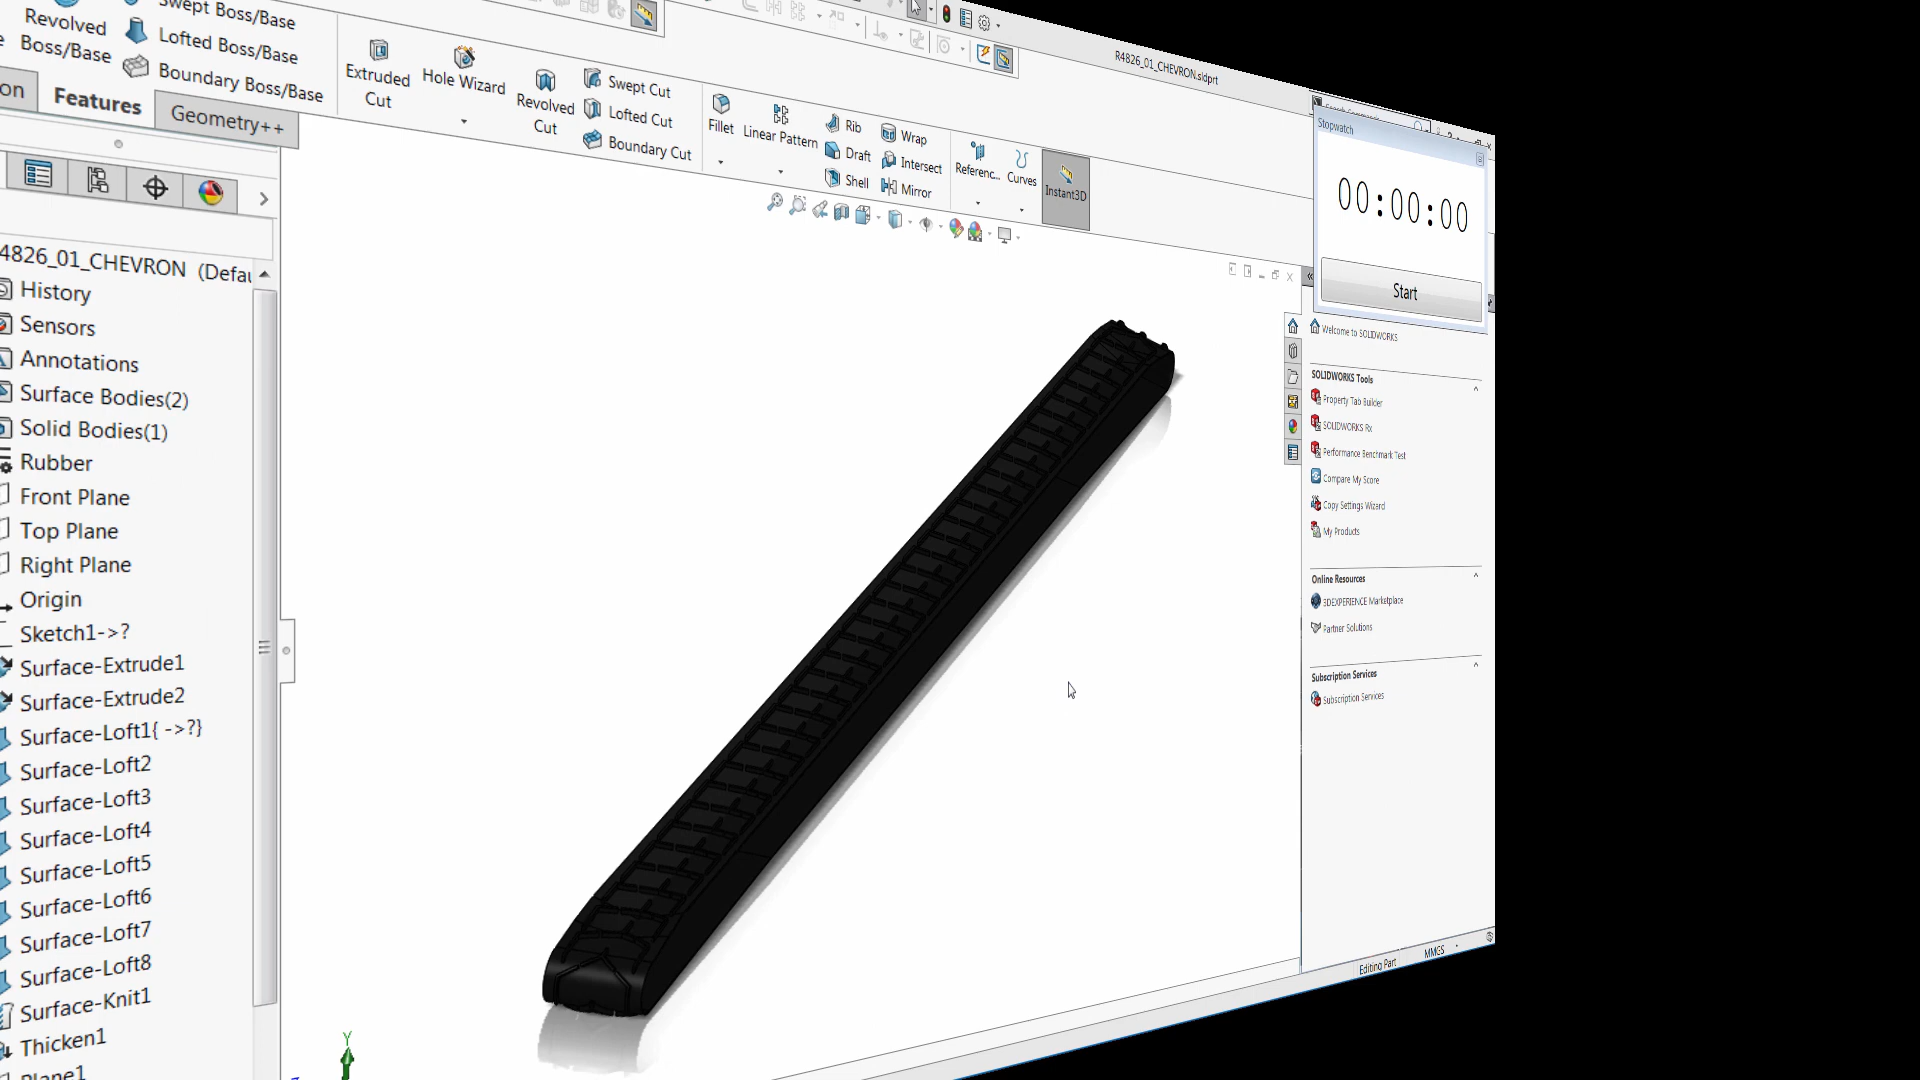 Revolved
Boss/Base
Swept Boss/Base
Lofted Boss/Base
Boundary Boss/Base
Extruded
Cut
Hole Wizard
Revolved
Cut
Swept Cut
Lofted Cut
Boundary Cut
Fillet
Linear Pattern
Rib
Draft
Shell
Wrap
Intersect
Mirror
Referenc...
Curves
Instant3D
R4826_01_CHEVRON.sldprt
on
Features
Geometry++
4826_01_CHEVRON (Defau
History
Sensors
Annotations
Surface Bodies(2)
Solid Bodies(1)
Rubber
Front Plane
Top Plane
Right Plane
Origin
Sketch1->?
Surface-Extrude1
Surface-Extrude2
Surface-Loft1{ ->?}
Surface-Loft2
Surface-Loft3
Surface-Loft4
Surface-Loft5
Surface-Loft6
Surface-Loft7
Surface-Loft8
Surface-Knit1
Thicken1
Plane1
Y
Stopwatch
00:00:00
Start
Welcome to SOLIDWORKS
SOLIDWORKS Tools
Property Tab Builder
SOLIDWORKS Rx
Performance Benchmark Test
Compare My Score
Copy Settings Wizard
My Products
Online Resources
3DEXPERIENCE Marketplace
Partner Solutions
Subscription Services
Subscription Services
Editing Part
MMGS